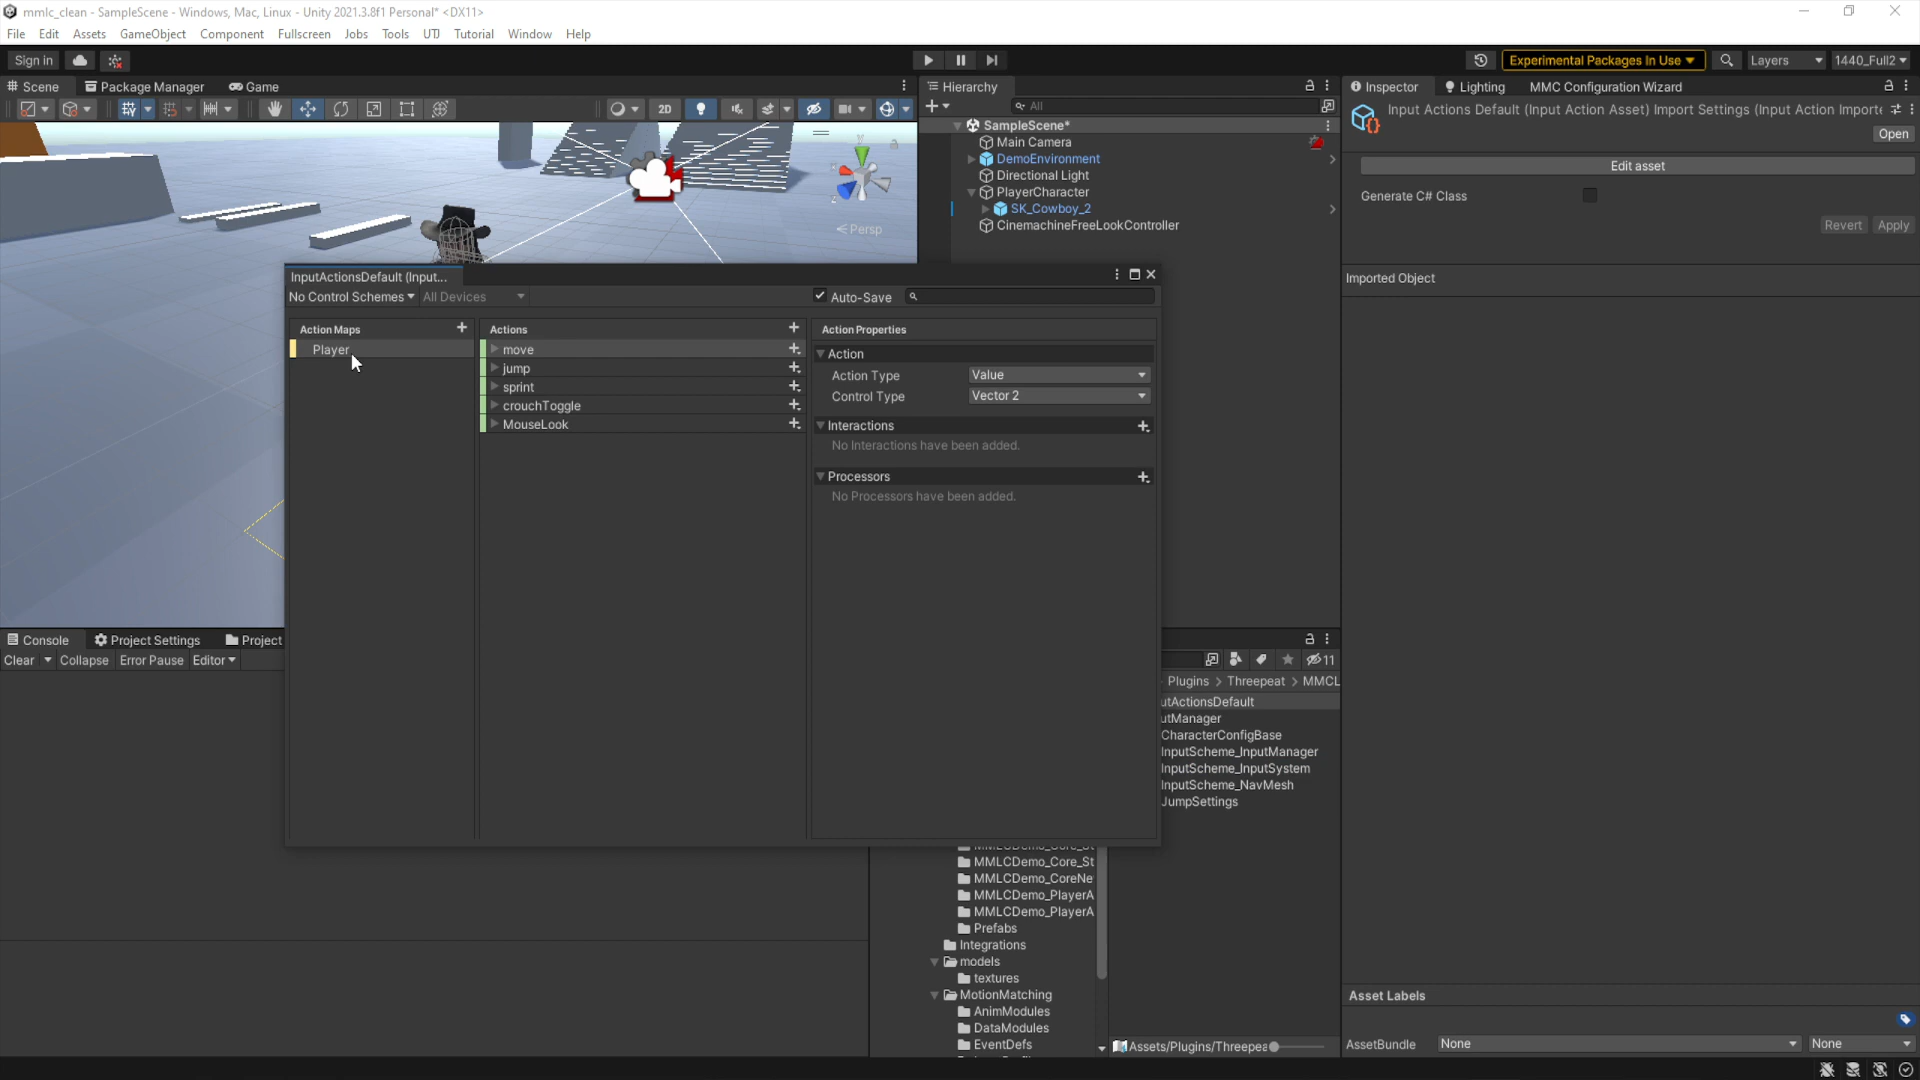 mmlc_clean - SampleScene - Windows, Mac, Linux - Unity 2021.3.8f1 Personal* <DX11>
File Edit Assets GameObject Component Fullscreen Jobs Tools UTJ Tutorial Window Help
Sign in
Experimental Packages In Use
Layers
1440_Full2
Scene
Package Manager
Game
2D
Persp
y
z
Hierarchy
All
SampleScene*
Main Camera
DemoEnvironment
Directional Light
PlayerCharacter
SK_Cowboy_2
CinemachineFreeLookController
Inspector
Lighting
MMC Configuration Wizard
Input Actions Default (Input Action Asset) Import Settings (Input Action Importe
Open
Edit asset
Generate C# Class
Revert
Apply
Imported Object
InputActionsDefault (Input...
No Control Schemes
All Devices
Auto-Save
Action Maps
Player
Actions
move
jump
sprint
crouchToggle
MouseLook
Action Properties
Action
Action Type Value
Control Type Vector 2
Interactions
No Interactions have been added.
Processors
No Processors have been added.
Console
Project Settings
Project
Clear Collapse Error Pause Editor
11
Plugins > Threepeat > MMCL
utActionsDefault
utManager
CharacterConfigBase
InputScheme_InputManager
InputScheme_InputSystem
InputScheme_NavMesh
JumpSettings
MMLCDemo_Core_St
MMLCDemo_CoreNe
MMLCDemo_PlayerA
MMLCDemo_PlayerA
Prefabs
Integrations
models
textures
MotionMatching
AnimModules
DataModules
EventDefs
Assets/Plugins/Threepea
Asset Labels
AssetBundle None None